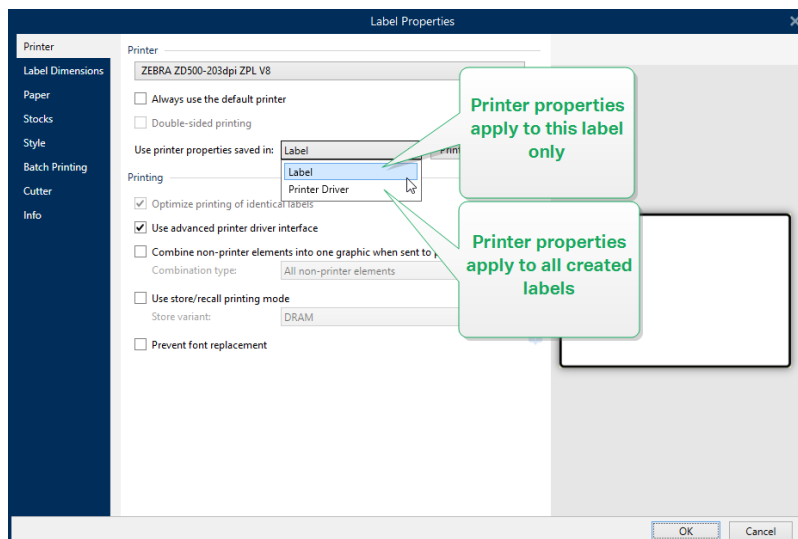 Label Properties
Printer
Label Dimensions
Paper
Stocks
Style
Batch Printing
Cutter
Info
Printer
ZEBRA ZD500-203dpi ZPL V8
Always use the default printer
Double-sided printing
Use printer properties saved in:
Label
Label
Printer Driver
Printing
Optimize printing of identical labels
Use advanced printer driver interface
Combine non-printer elements into one graphic when sent to
Combination type:
All non-printer elements
Use store/recall printing mode
Store variant:
DRAM
Prevent font replacement
Printer properties
apply to this label
only
Printer properties
apply to all created
labels
OK
Cancel